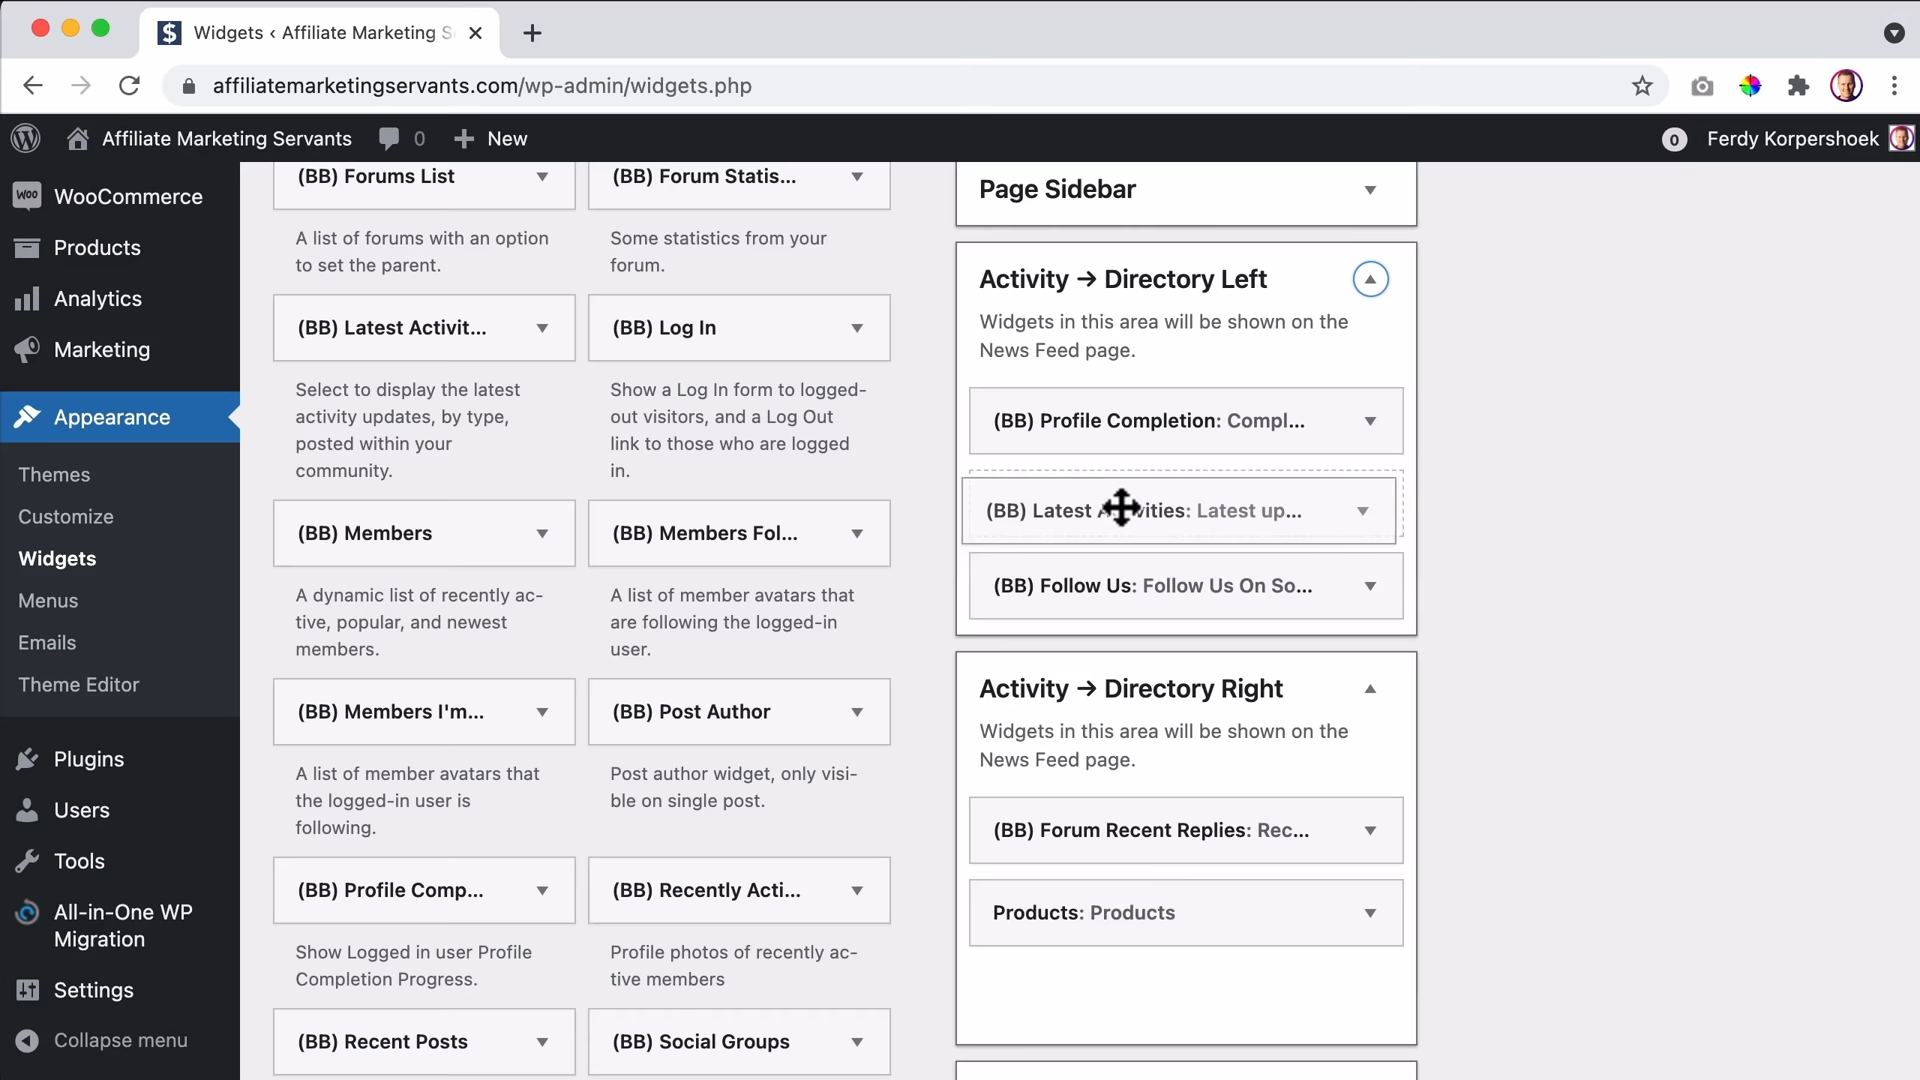 Widgets ‹ Affiliate Marketing S
affiliatemarketingservants.com/wp-admin/widgets.php
Affiliate Marketing Servants
0
New
0
Ferdy Korpershoek
WOO
WooCommerce
Products
Analytics
Marketing
Appearance
Themes
Customize
Widgets
Menus
Emails
Theme Editor
Plugins
Users
Tools
All-in-One WP
Migration
Settings
Collapse menu
(BB) Forums List
A list of forums with an option
to set the parent.
(BB) Forum Statis...
Some statistics from your
forum.
(BB) Latest Activit...
Select to display the latest
activity updates, by type,
posted within your
community.
(BB) Log In
Show a Log In form to logged-
out visitors, and a Log Out
link to those who are logged
in.
(BB) Members
A dynamic list of recently ac-
tive, popular, and newest
members.
(BB) Members Fol...
A list of member avatars that
are following the logged-in
user.
(BB) Members I'm...
A list of member avatars that
the logged-in user is
following.
(BB) Post Author
Post author widget, only visi-
ble on single post.
(BB) Profile Comp...
Show Logged in user Profile
Completion Progress.
(BB) Recently Acti...
Profile photos of recently ac-
tive members
(BB) Recent Posts
(BB) Social Groups
Page Sidebar
Activity → Directory Left
Widgets in this area will be shown on the
News Feed page.
(BB) Profile Completion: Compl...
(BB) Latest Activities: Latest up...
(BB) Follow Us: Follow Us On So...
Activity → Directory Right
Widgets in this area will be shown on the
News Feed page.
(BB) Forum Recent Replies: Rec...
Products: Products